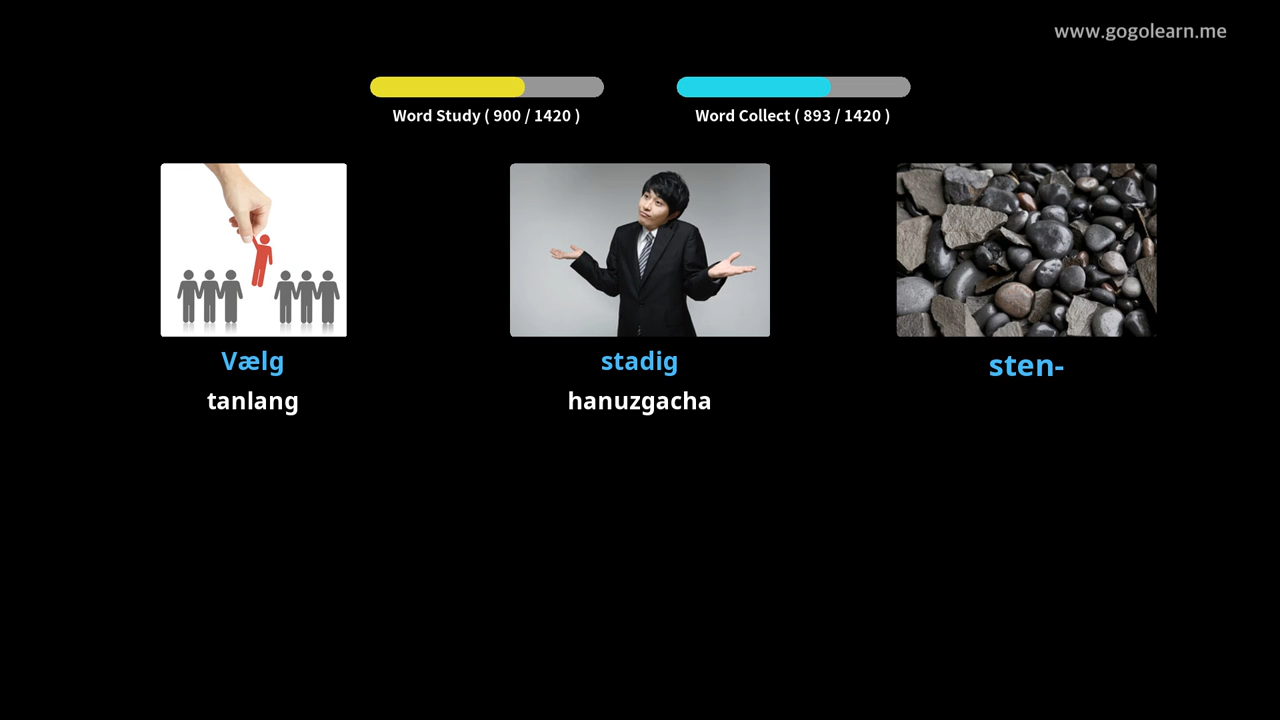 www.gogolearn.me
Word Study ( 900 / 1420 )
Word Collect ( 893 / 1420 )
Vælg
tanlang
stadig
hanuzgacha
sten-